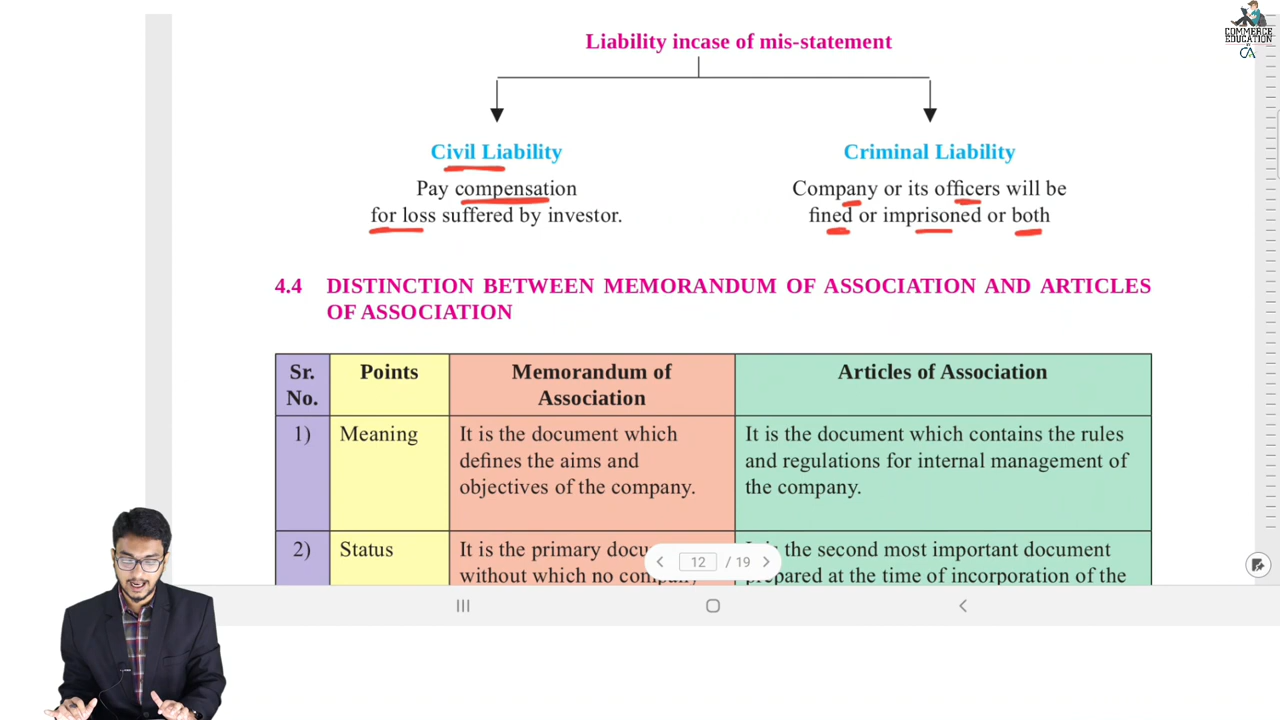 COMMERCE
EDUCATION
BY
CA
Liability incase of mis-statement
Civil Liability
Pay compensation
for loss suffered by investor.
Criminal Liability
Company or its officers will be
fined or imprisoned or both
4.4 DISTINCTION BETWEEN MEMORANDUM OF ASSOCIATION AND ARTICLES
OF ASSOCIATION
Sr.
No.
Points
Memorandum of
Association
Articles of Association
1)
Meaning
It is the document which
defines the aims and
objectives of the company.
It is the document which contains the rules
and regulations for internal management of
the company.
2)
Status
It is the primary
without which no
the second most important document
prepared at the time of incorporation of the
12 / 19